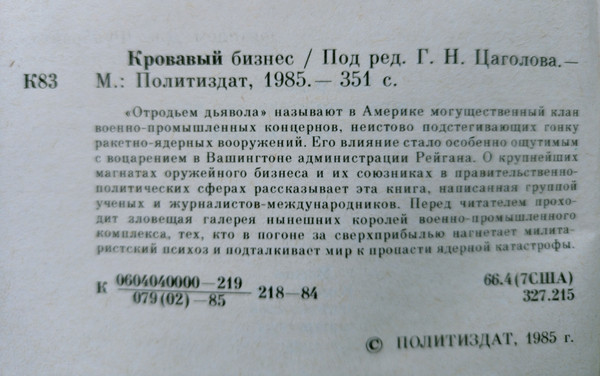 Кровавый бизнес / Под ред. Г. Н. Цаголова.—
К83 М.: Политиздат, 1985.— 351 с.
«Отродьем дьявола» называют в Америке могущественный клан
военно-промышленных концернов, неистово подстегивающих гонку
ракетно-ядерных вооружений. Его влияние стало особенно ощутимым
с воцарением в Вашингтоне администрации Рейгана. О крупнейших
магнатах оружейного бизнеса и их союзниках в правительственно-
политических сферах рассказывает эта книга, написанная группой
ученых и журналистов-международников. Перед читателем прохо-
дит зловещая галерея нынешних королей военно-промышленного
комплекса, тех, кто в погоне за сверхприбылью нагнетает милита-
ристский психоз и подталкивает мир к пропасти ядерной катастрофы.
К 0604040000—219
079(02)—85 218—84
66.4(7США)
327.215
© ПОЛИТИЗДАТ, 1985 г.